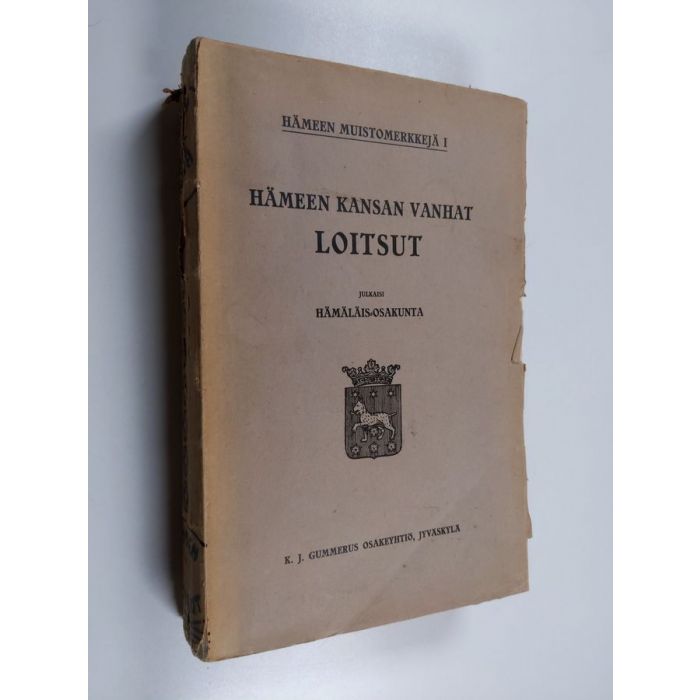 HÄMEEN MUISTOMERKKEJÄ I
HÄMEEN KANSAN VANHAT
LOITSUT
JULKAISI
HÄMÄLÄIS-OSAKUNTA
K. J. GUMMERUS OSAKEYHTIÖ, JYVÄSKYLÄ